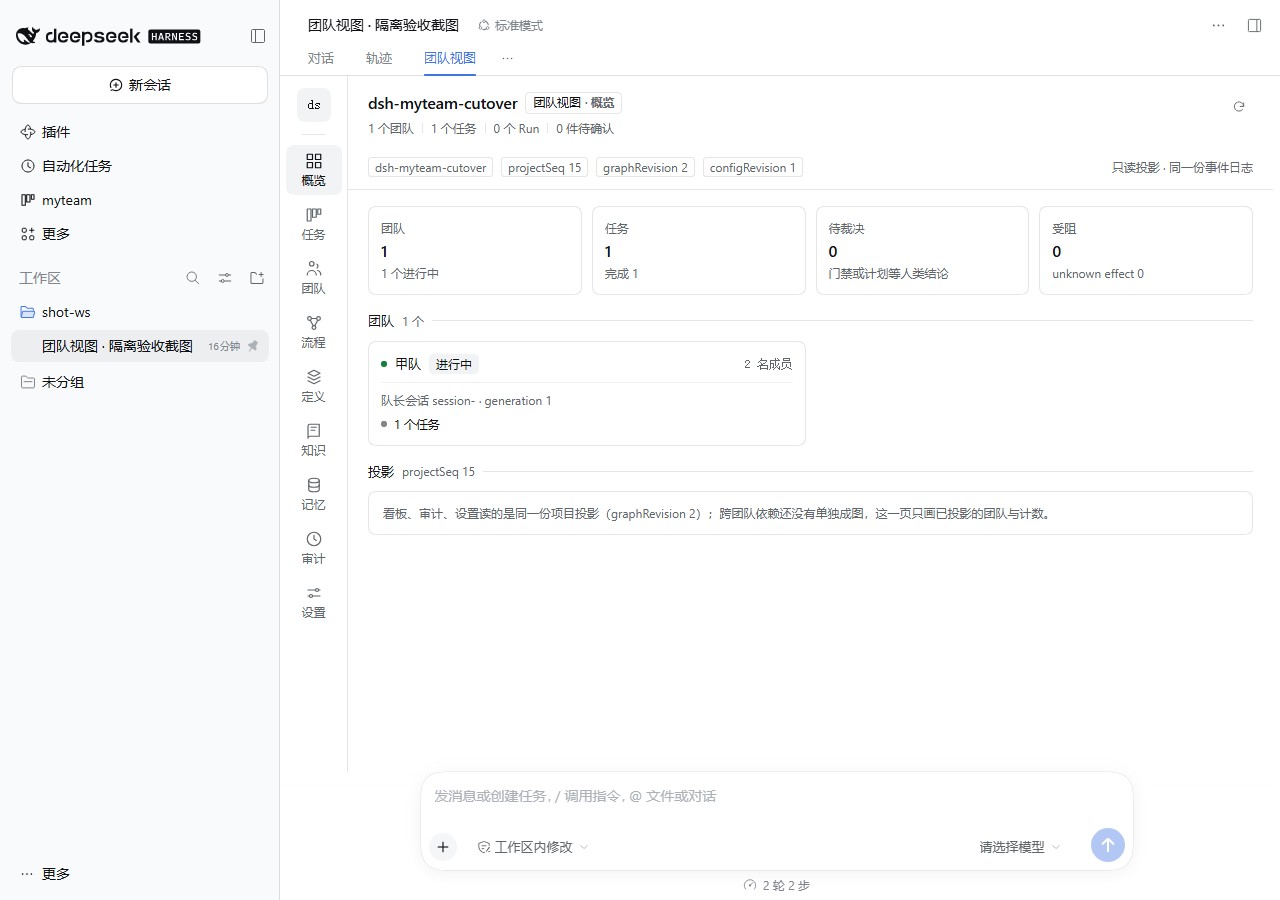 deepseek HARNESS
新会话
插件
自动化任务
myteam
更多
工作区
shot-ws
团队视图 · 隔离验收截图 16分钟
未分组
更多
团队视图 · 隔离验收截图 标准模式
对话 轨迹 团队视图
ds
概览
任务
团队
流程
定义
知识
记忆
审计
设置
dsh-myteam-cutover 团队视图 · 概览
1 个团队 1 个任务 0 个 Run 0 件待确认
dsh-myteam-cutover projectSeq 15 graphRevision 2 configRevision 1 只读投影 · 同一份事件日志
团队
1
1 个进行中
任务
1
完成 1
待裁决
0
门禁或计划等人类结论
受阻
0
unknown effect 0
团队 1 个
甲队 进行中 2 名成员
队长会话 session- · generation 1
1 个任务
投影 projectSeq 15
看板、审计、设置读的是同一份项目投影（graphRevision 2）；跨团队依赖还没有单独成图，这一页只画已投影的团队与计数。
发消息或创建任务, / 调用指令, @ 文件或对话
工作区内修改 请选择模型
2 轮 2 步